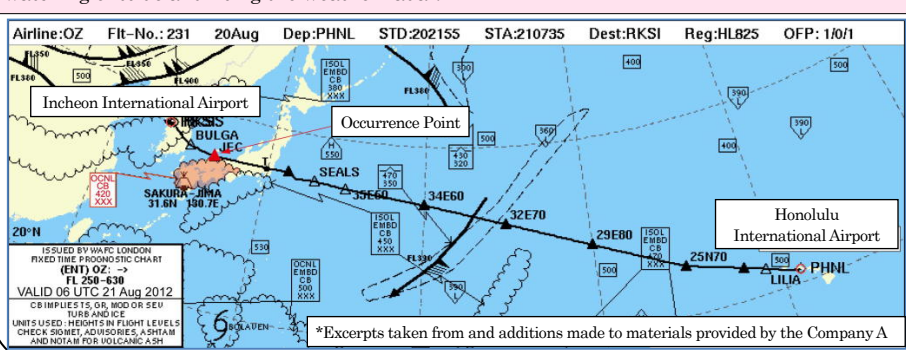 Airline:OZ Flt-No.: 231 20Aug Dep:PHNL STD:202155 STA:210735 Dest:RKSI Reg:HL825 OFP: 1/0/1
FL350
FL350
FL380
500
FL400
ISOL
EMBD
CB
380
XXX
300
L
FL380
400
500
390
L
Incheon International Airport
RKSI
BULGA
JEC
Occurrence Point
H
550
500
430
320
360
390
L
400
OCNL
CB
420
XXX
SAKURA-JIMA
31.6N 130.7E
SEALS
35E60
470
350
34E60
32E70
29E80
25N70
LILIA
PHNL
Honolulu
International Airport
20°N
ISOL
EMBD
CB
450
XXX
ISOL
EMBD
CB
XXX
530
OCNL
EMBD
CB
500
XXX
500
500
BOLAVEN
ISSUED BY WAFC LONDON
FIXED TIME PROGNOSTIC CHART
(ENT) OZ: ->
FL 250-630
VALID 06 UTC 21 Aug 2012
CB IMPLIES TS, GR, MOD OR SEV
TURB AND ICE
UNITS USED: HEIGHTS IN FLIGHT LEVELS
CHECK SIGMET, ADVISORIES, ASHTAM
AND NOTAM FOR VOLCANIC ASH
*Excerpts taken from and additions made to materials provided by the Company A